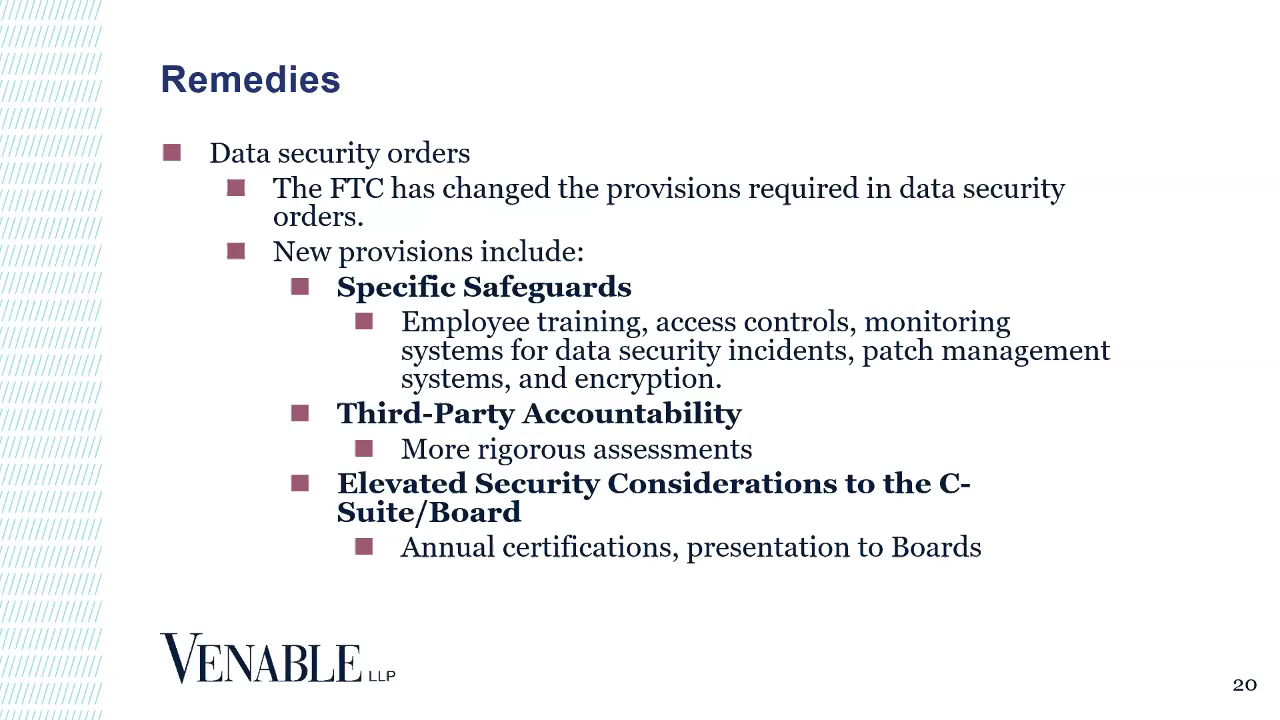 Remedies
Data security orders
The FTC has changed the provisions required in data security
orders.
New provisions include:
Specific Safeguards
Employee training, access controls, monitoring
systems for data security incidents, patch management
systems, and encryption.
Third-Party Accountability
More rigorous assessments
Elevated Security Considerations to the C-
Suite/Board
Annual certifications, presentation to Boards
VENABLE LLP
20